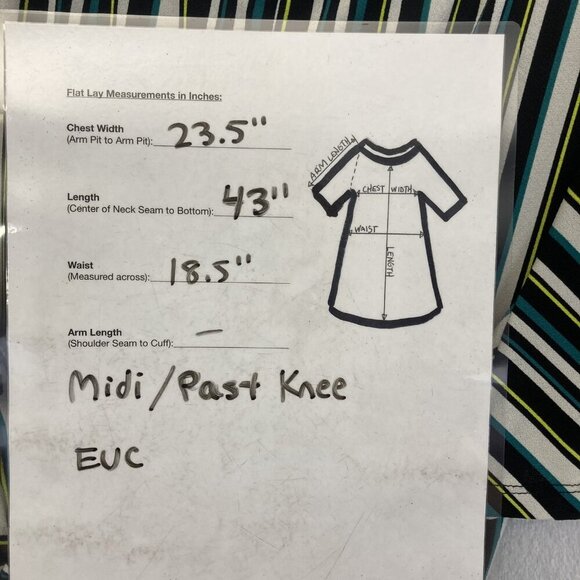 Flat Lay Measurements in Inches:
Chest Width
(Arm Pit to Arm Pit): 23.5"
Length
(Center of Neck Seam to Bottom): 43"
Waist
(Measured across): 18.5"
Arm Length
(Shoulder Seam to Cuff): —
Midi / Past Knee
EUC
ARM LENGTH
CHEST WIDTH
WAIST
LENGTH